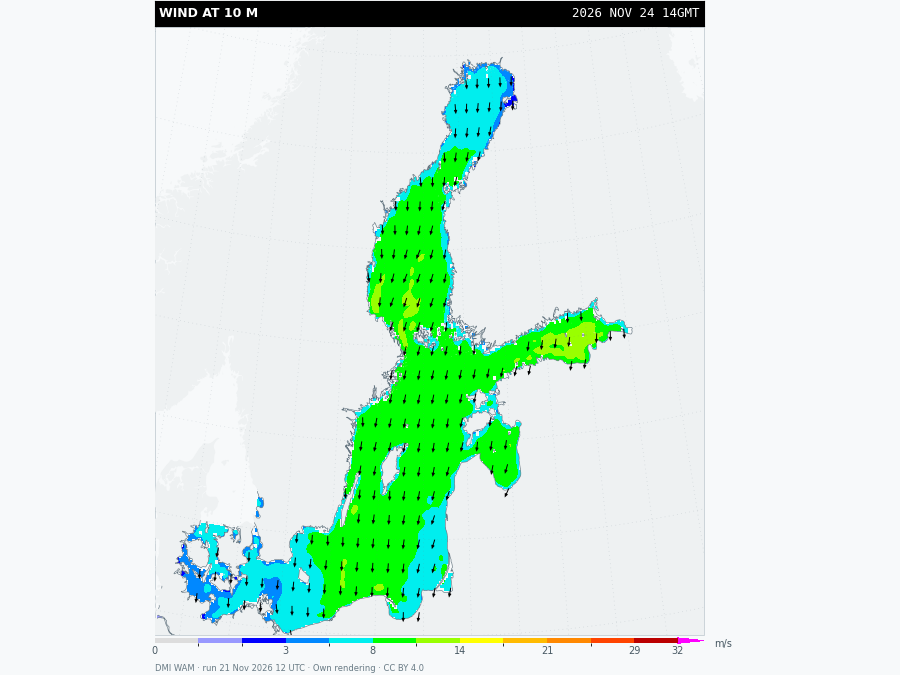 WIND AT 10 M 2026 NOV 24 14GMT
0 3 8 14 21 29 32 m/s
DMI WAM · run 21 Nov 2026 12 UTC · Own rendering · CC BY 4.0